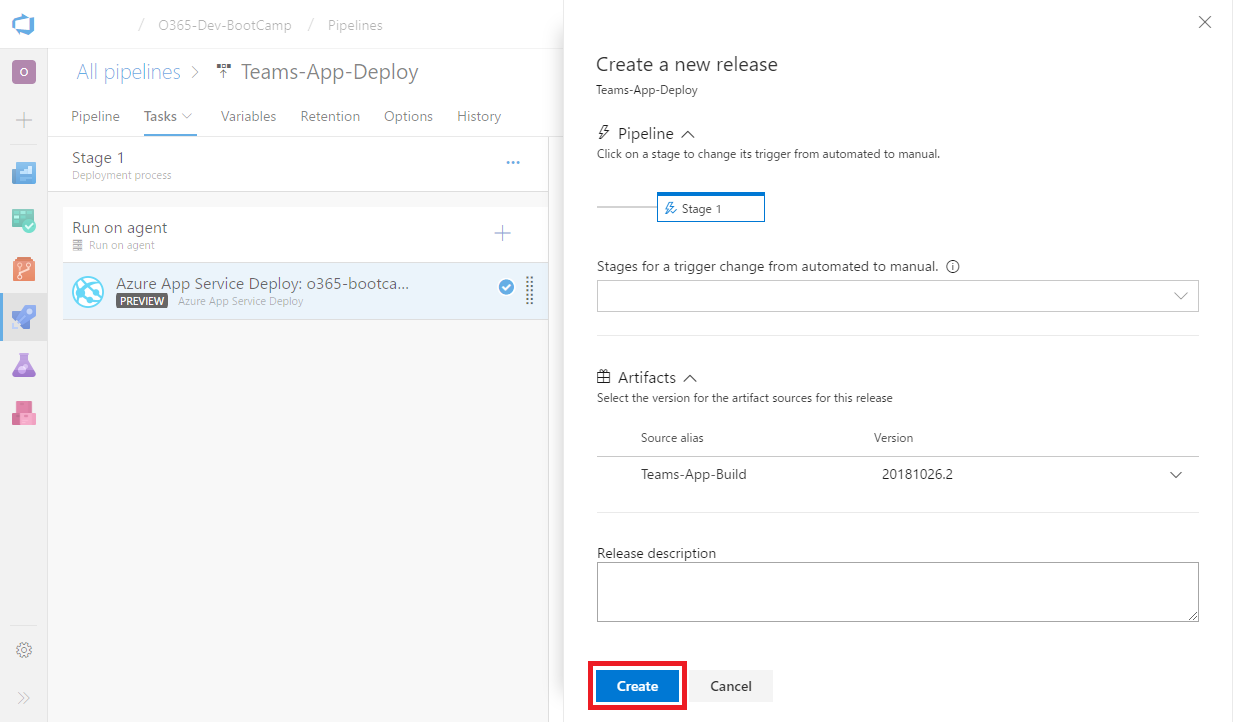 / O365-Dev-BootCamp / Pipelines
O
All pipelines > Teams-App-Deploy
Pipeline Tasks Variables Retention Options History
Stage 1
Deployment process
...
Run on agent
Run on agent
Azure App Service Deploy: o365-bootca...
PREVIEW Azure App Service Deploy
Create a new release
Teams-App-Deploy
Pipeline
Click on a stage to change its trigger from automated to manual.
Stage 1
Stages for a trigger change from automated to manual.
Artifacts
Select the version for the artifact sources for this release
Source alias Version
Teams-App-Build 20181026.2
Release description
Create Cancel